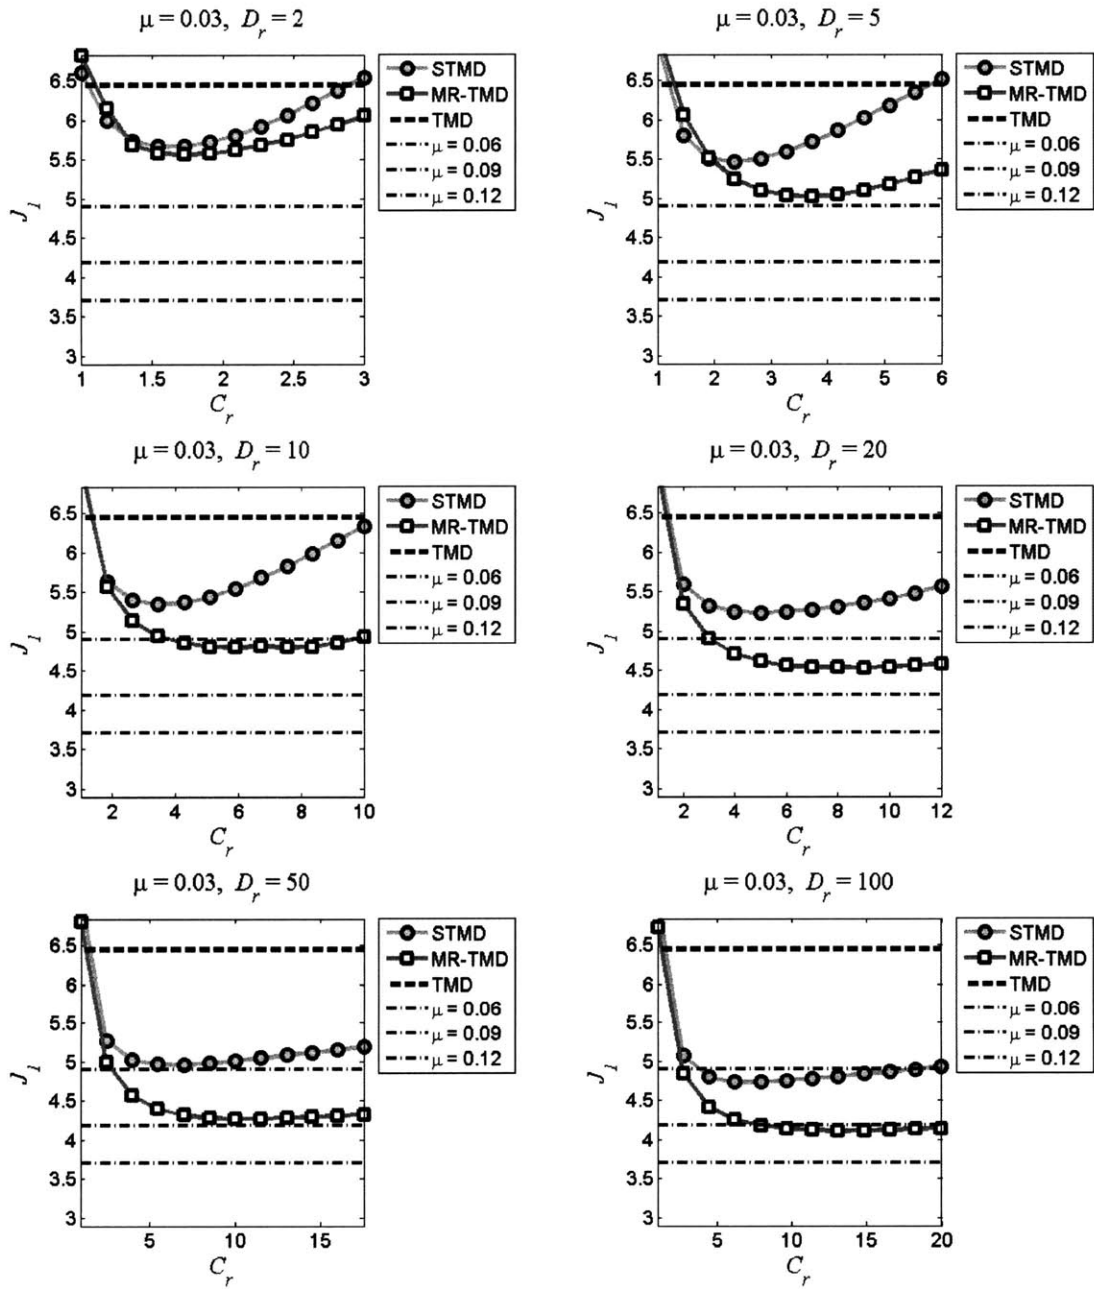 μ = 0.03, D_r = 2
6.5
6
5.5
5
4.5
4
3.5
3
J_1
1 1.5 2 2.5 3
C_r
STMD
MR-TMD
TMD
μ = 0.06
μ = 0.09
μ = 0.12
μ = 0.03, D_r = 5
6.5
6
5.5
5
4.5
4
3.5
3
J_1
1 2 3 4 5 6
C_r
STMD
MR-TMD
TMD
μ = 0.06
μ = 0.09
μ = 0.12
μ = 0.03, D_r = 10
6.5
6
5.5
5
4.5
4
3.5
3
J_1
2 4 6 8 10
C_r
STMD
MR-TMD
TMD
μ = 0.06
μ = 0.09
μ = 0.12
μ = 0.03, D_r = 20
6.5
6
5.5
5
4.5
4
3.5
3
J_1
2 4 6 8 10 12
C_r
STMD
MR-TMD
TMD
μ = 0.06
μ = 0.09
μ = 0.12
μ = 0.03, D_r = 50
6.5
6
5.5
5
4.5
4
3.5
3
J_1
5 10 15
C_r
STMD
MR-TMD
TMD
μ = 0.06
μ = 0.09
μ = 0.12
μ = 0.03, D_r = 100
6.5
6
5.5
5
4.5
4
3.5
3
J_1
5 10 15 20
C_r
STMD
MR-TMD
TMD
μ = 0.06
μ = 0.09
μ = 0.12